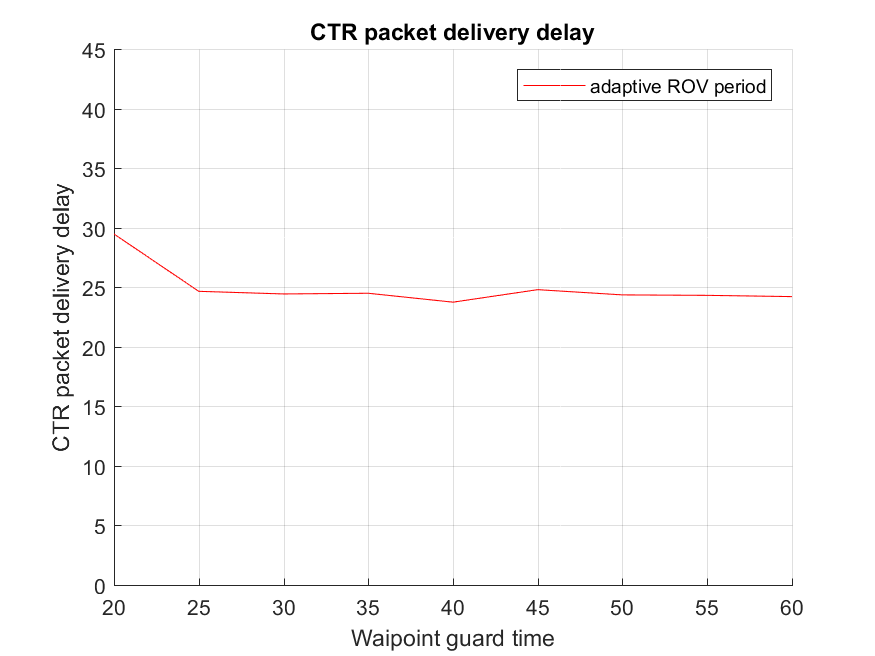 CTR packet delivery delay
adaptive ROV period
CTR packet delivery delay
45
40
35
30
25
20
15
10
5
0
20 25 30 35 40 45 50 55 60
Waipoint guard time